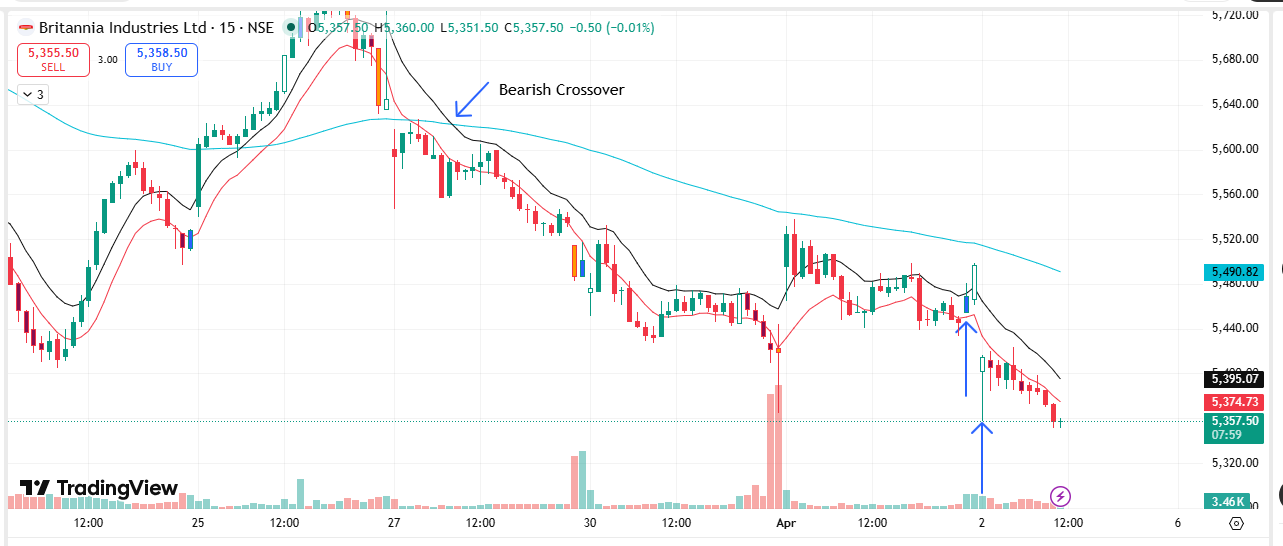 Britannia Industries Ltd · 15 · NSE O5,357.50 H5,360.00 L5,351.50 C5,357.50 −0.50 (−0.01%)
5,355.50
SELL
3.00
5,358.50
BUY
3
Bearish Crossover
5,720.00
5,680.00
5,640.00
5,600.00
5,560.00
5,520.00
5,490.82
5,480.00
5,440.00
5,395.07
5,374.73
5,357.50
07:59
5,320.00
3.46K
TradingView
12:00 25 12:00 27 12:00 30 12:00 Apr 12:00 2 12:00 6